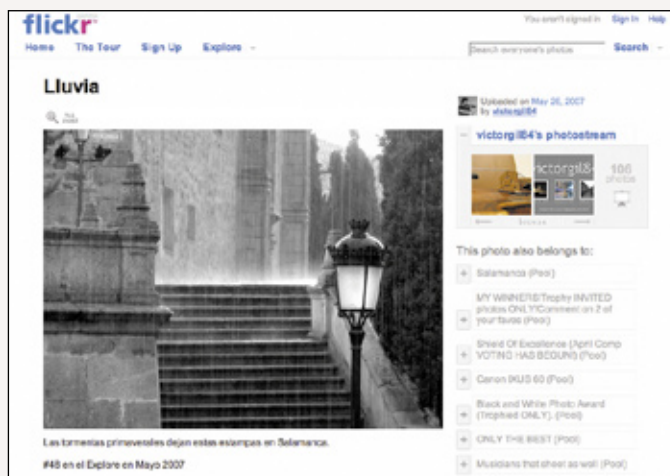 flickr
You aren't signed in Sign In Help
Home The Tour Sign Up Explore
Search everyone's photos Search
Lluvia
Uploaded on May 26, 2007
by victorgil84
victorgil84's photostream
106
photos
This photo also belongs to:
Salamanca (Pool)
MY WINNERS/Trophy INVITED
photos ONLY!Comment on 2 of
your favos (Pool)
Shield Of Excellence (April Comp
VOTING HAS BEGUN!) (Pool)
Canon IXUS 60 (Pool)
Black and White Photo Award
(Trophied ONLY). (Pool)
ONLY THE BEST (Pool)
Musicians that shoot as well (Pool)
Las tormentas primaverales dejan estas estampas en Salamanca.
#48 en el Explore en Mayo 2007